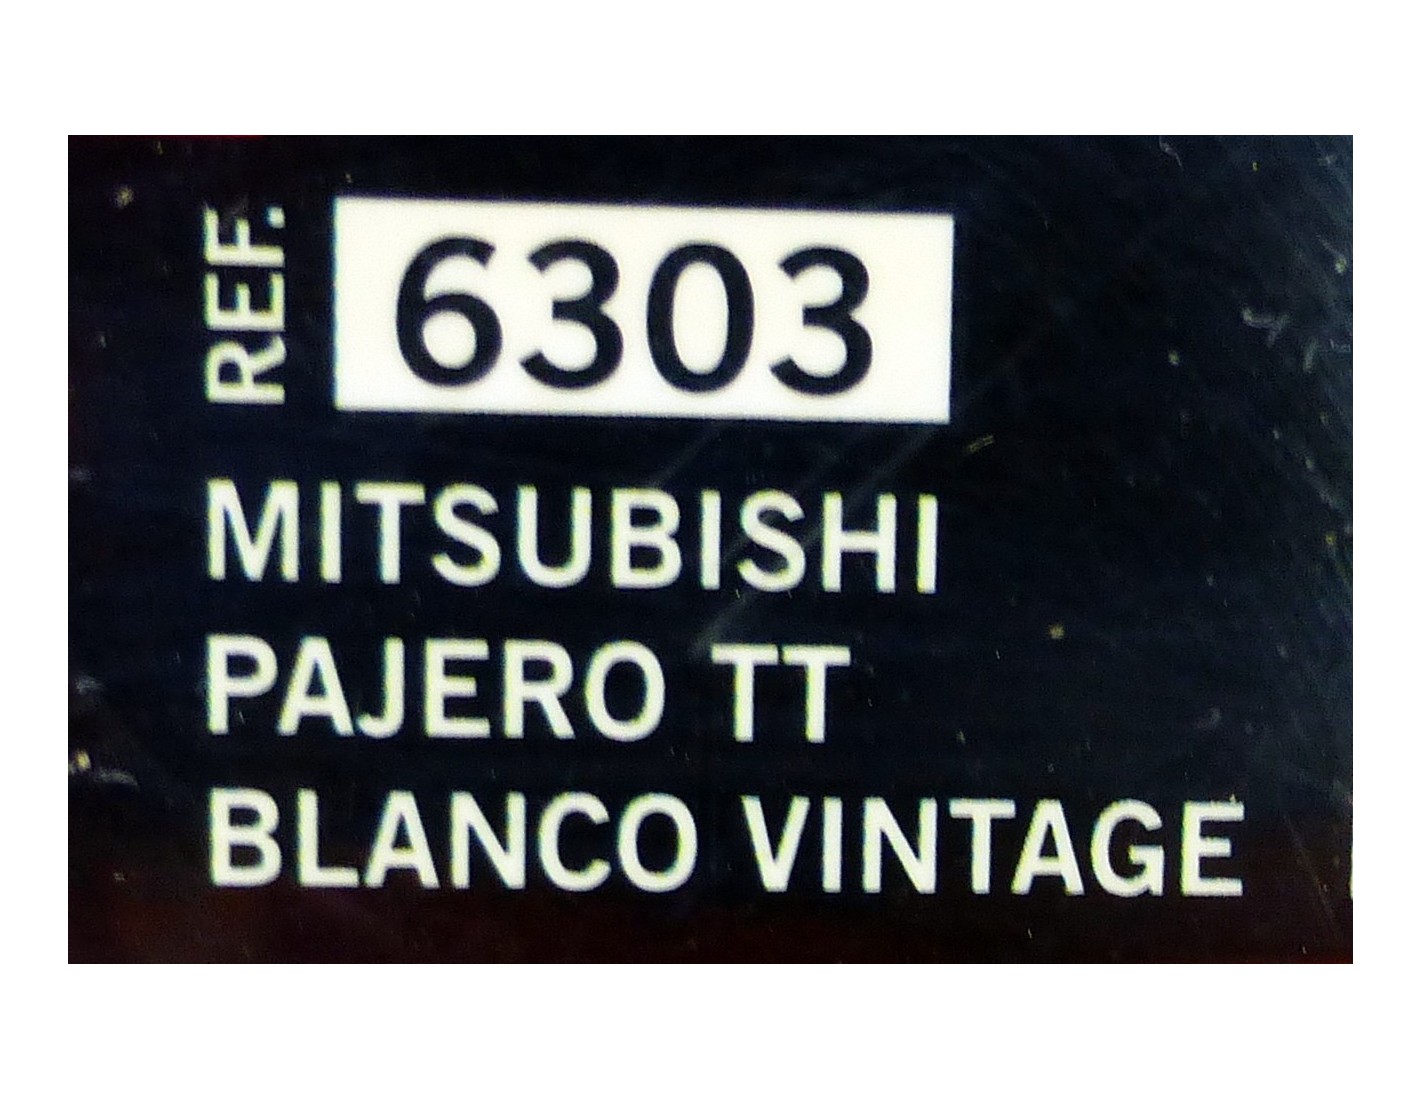 REF. 6303
MITSUBISHI
PAJERO TT
BLANCO VINTAGE